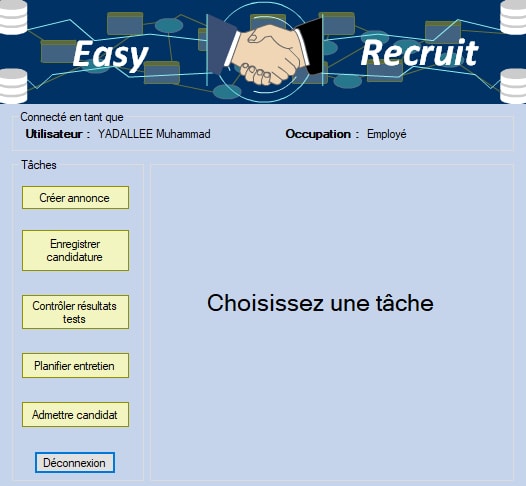 Easy Recruit
Connecté en tant que
Utilisateur : YADALLEE Muhammad Occupation : Employé
Tâches
Créer annonce
Enregistrer
candidature
Contrôler résultats
tests
Planifier entretien
Admettre candidat
Déconnexion
Choisissez une tâche